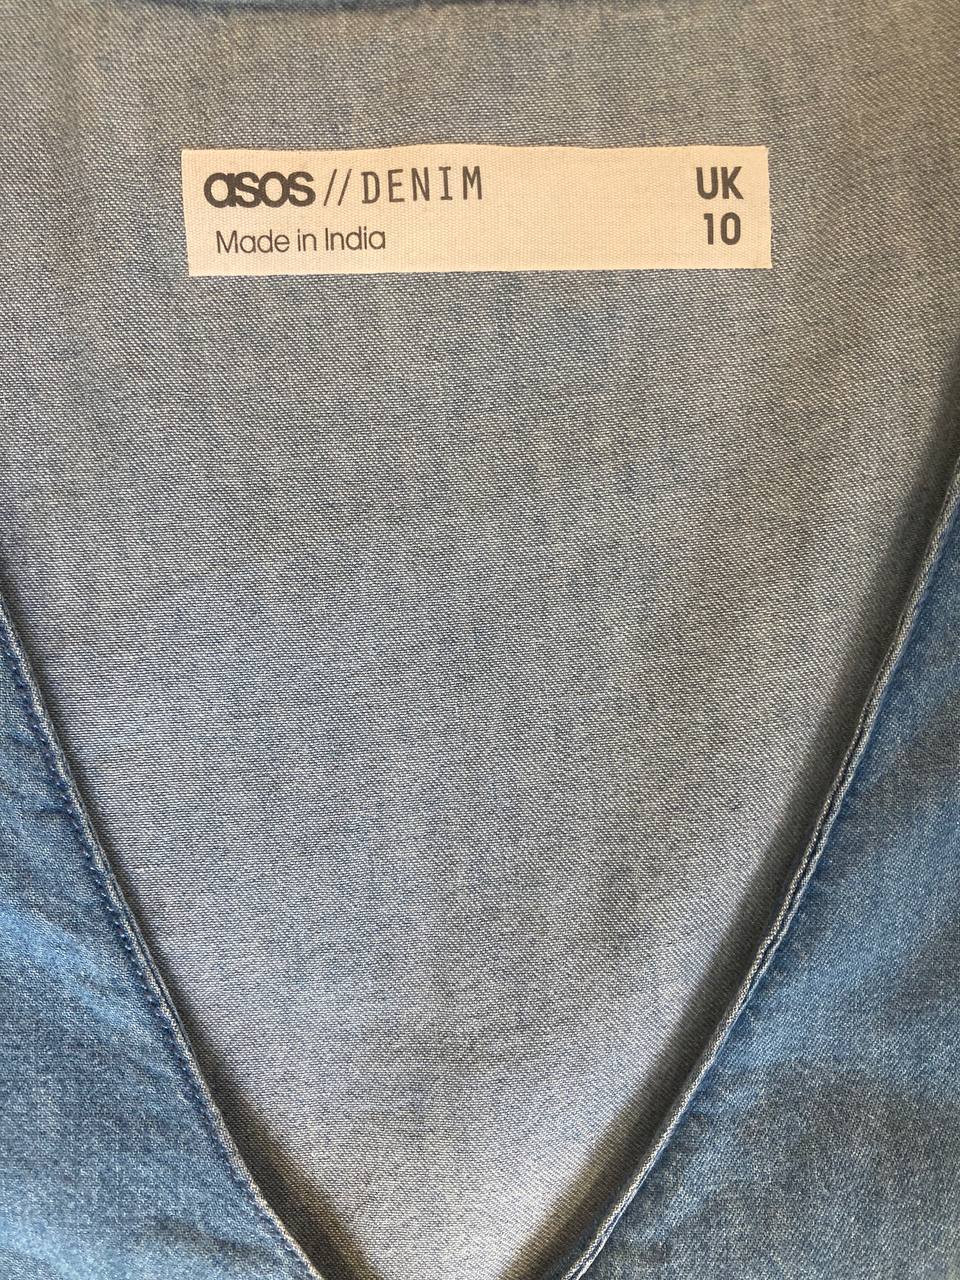 asos // DENIM
Made in India
UK
10